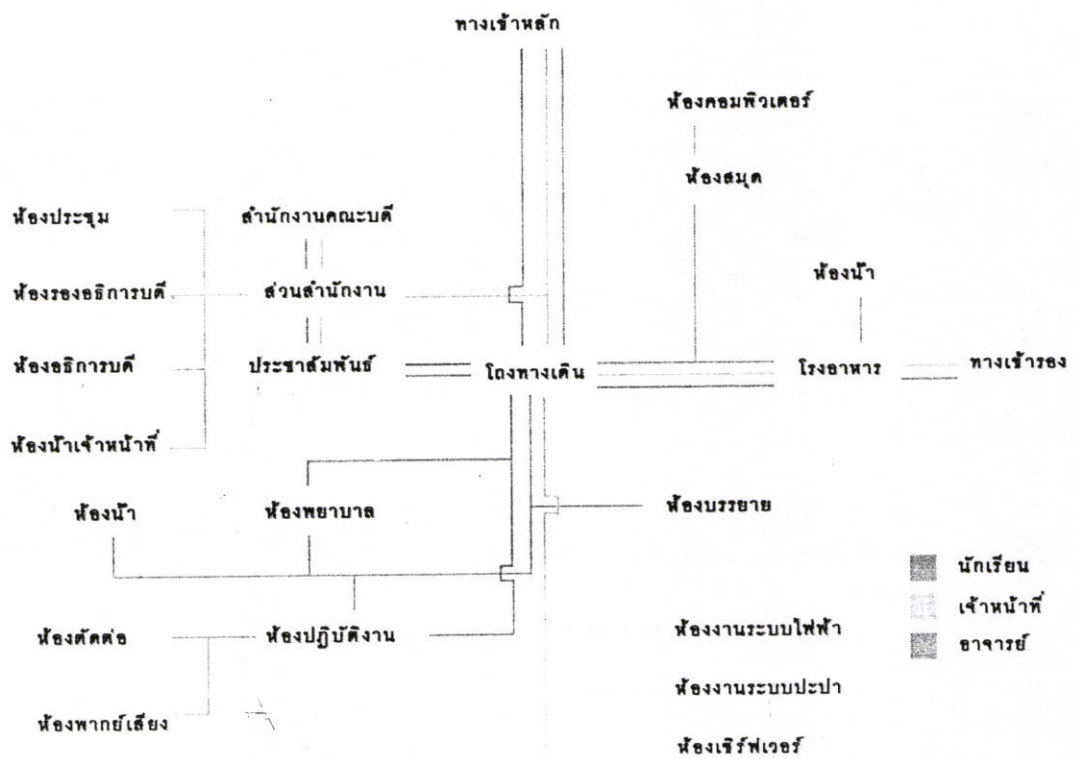 ทางเข้าหลัก
ห้องคอมพิวเตอร์
ห้องสมุด
ห้องประชุม
สำนักงานคณะบดี
ห้องน้ำ
ห้องรองอธิการบดี
ส่วนสำนักงาน
ห้องอธิการบดี
ประชาสัมพันธ์
โถงทางเดิน
โรงอาหาร
ทางเข้ารอง
ห้องน้ำเจ้าหน้าที่
ห้องน้ำ
ห้องพยาบาล
ห้องบรรยาย
นักเรียน
เจ้าหน้าที่
อาจารย์
ห้องตัดต่อ
ห้องปฏิบัติงาน
ห้องงานระบบไฟฟ้า
ห้องงานระบบปะปา
ห้องพากย์เสียง
ห้องเซิร์ฟเวอร์